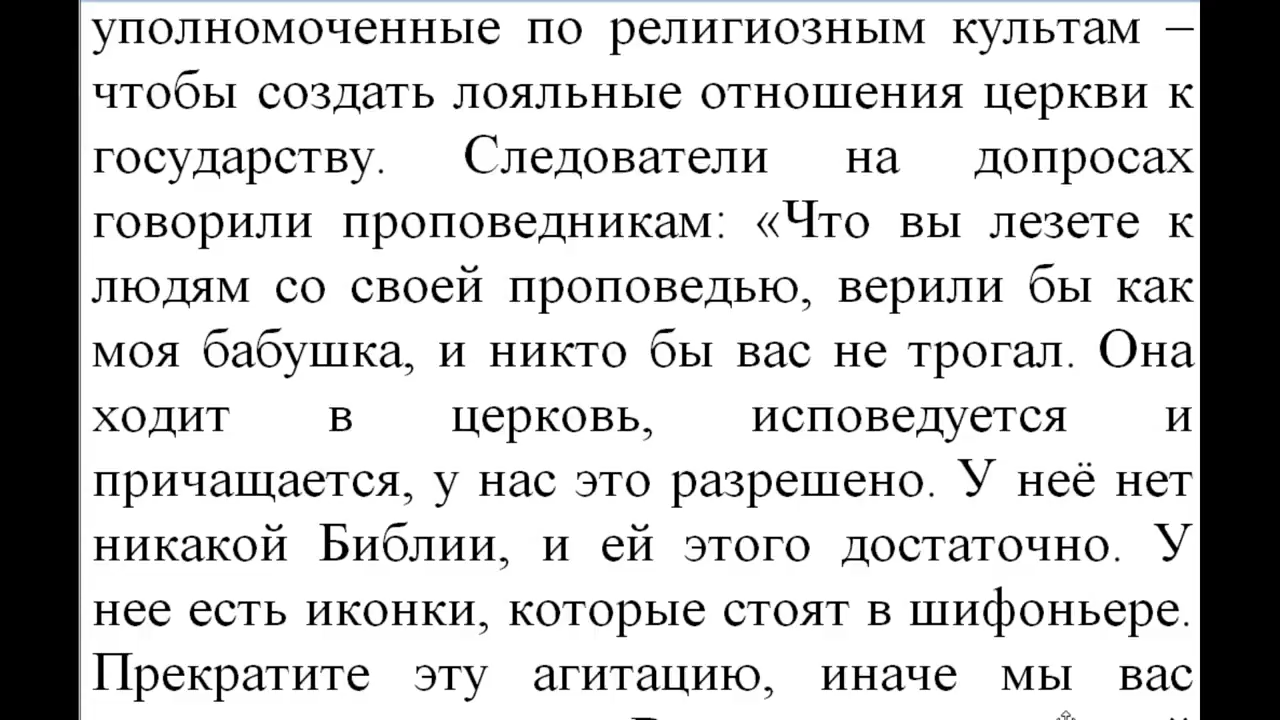 уполномоченные по религиозным культам –
чтобы создать лояльные отношения церкви к
государству. Следователи на допросах
говорили проповедникам: «Что вы лезете к
людям со своей проповедью, верили бы как
моя бабушка, и никто бы вас не трогал. Она
ходит в церковь, исповедуется и
причащается, у нас это разрешено. У неё нет
никакой Библии, и ей этого достаточно. У
нее есть иконки, которые стоят в шифоньере.
Прекратите эту агитацию, иначе мы вас